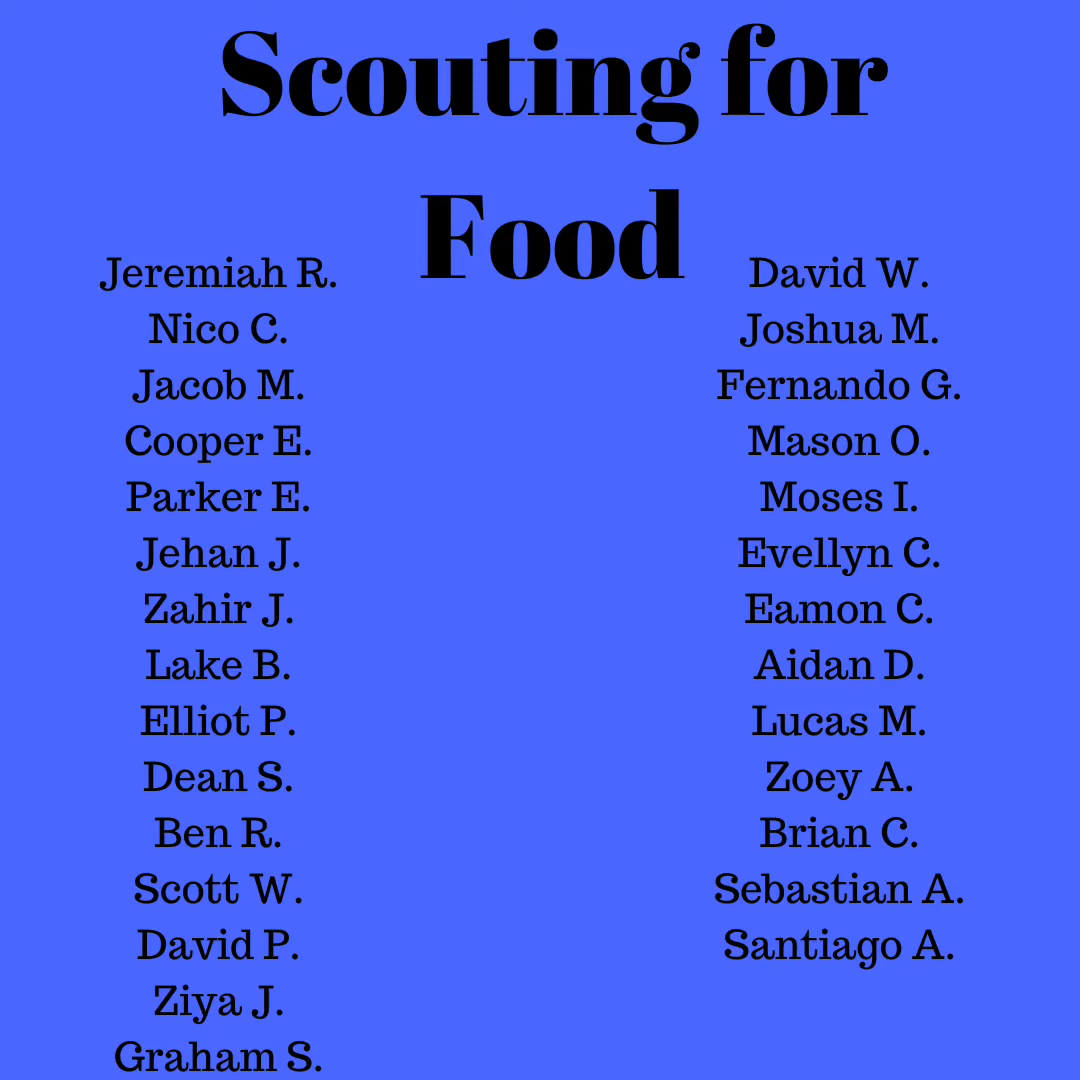 Scouting for
Food
Jeremiah R.
Nico C.
Jacob M.
Cooper E.
Parker E.
Jehan J.
Zahir J.
Lake B.
Elliot P.
Dean S.
Ben R.
Scott W.
David P.
Ziya J.
Graham S.
David W.
Joshua M.
Fernando G.
Mason O.
Moses I.
Evellyn C.
Eamon C.
Aidan D.
Lucas M.
Zoey A.
Brian C.
Sebastian A.
Santiago A.